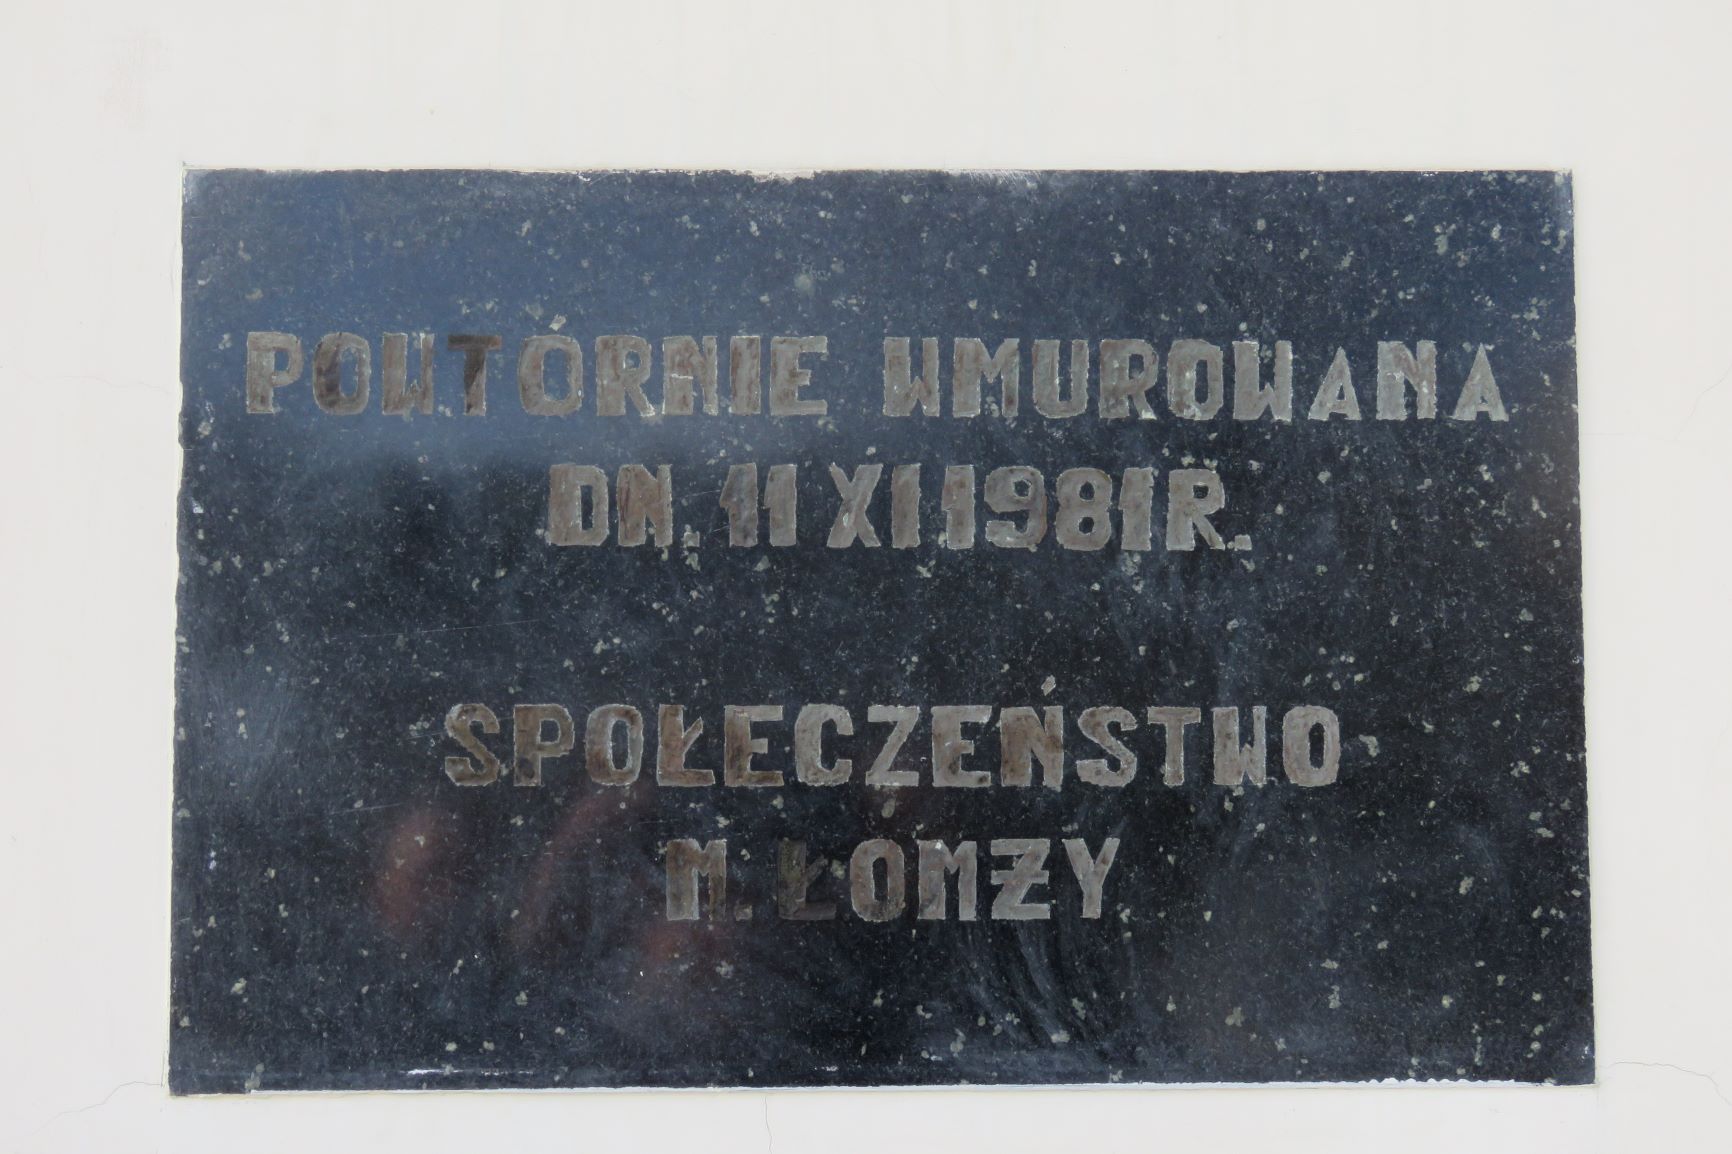 POWTÓRNIE WMUROWANA
DN. 11 XI 1981 R.
SPOŁECZEŃSTWO
M. ŁOMŻY